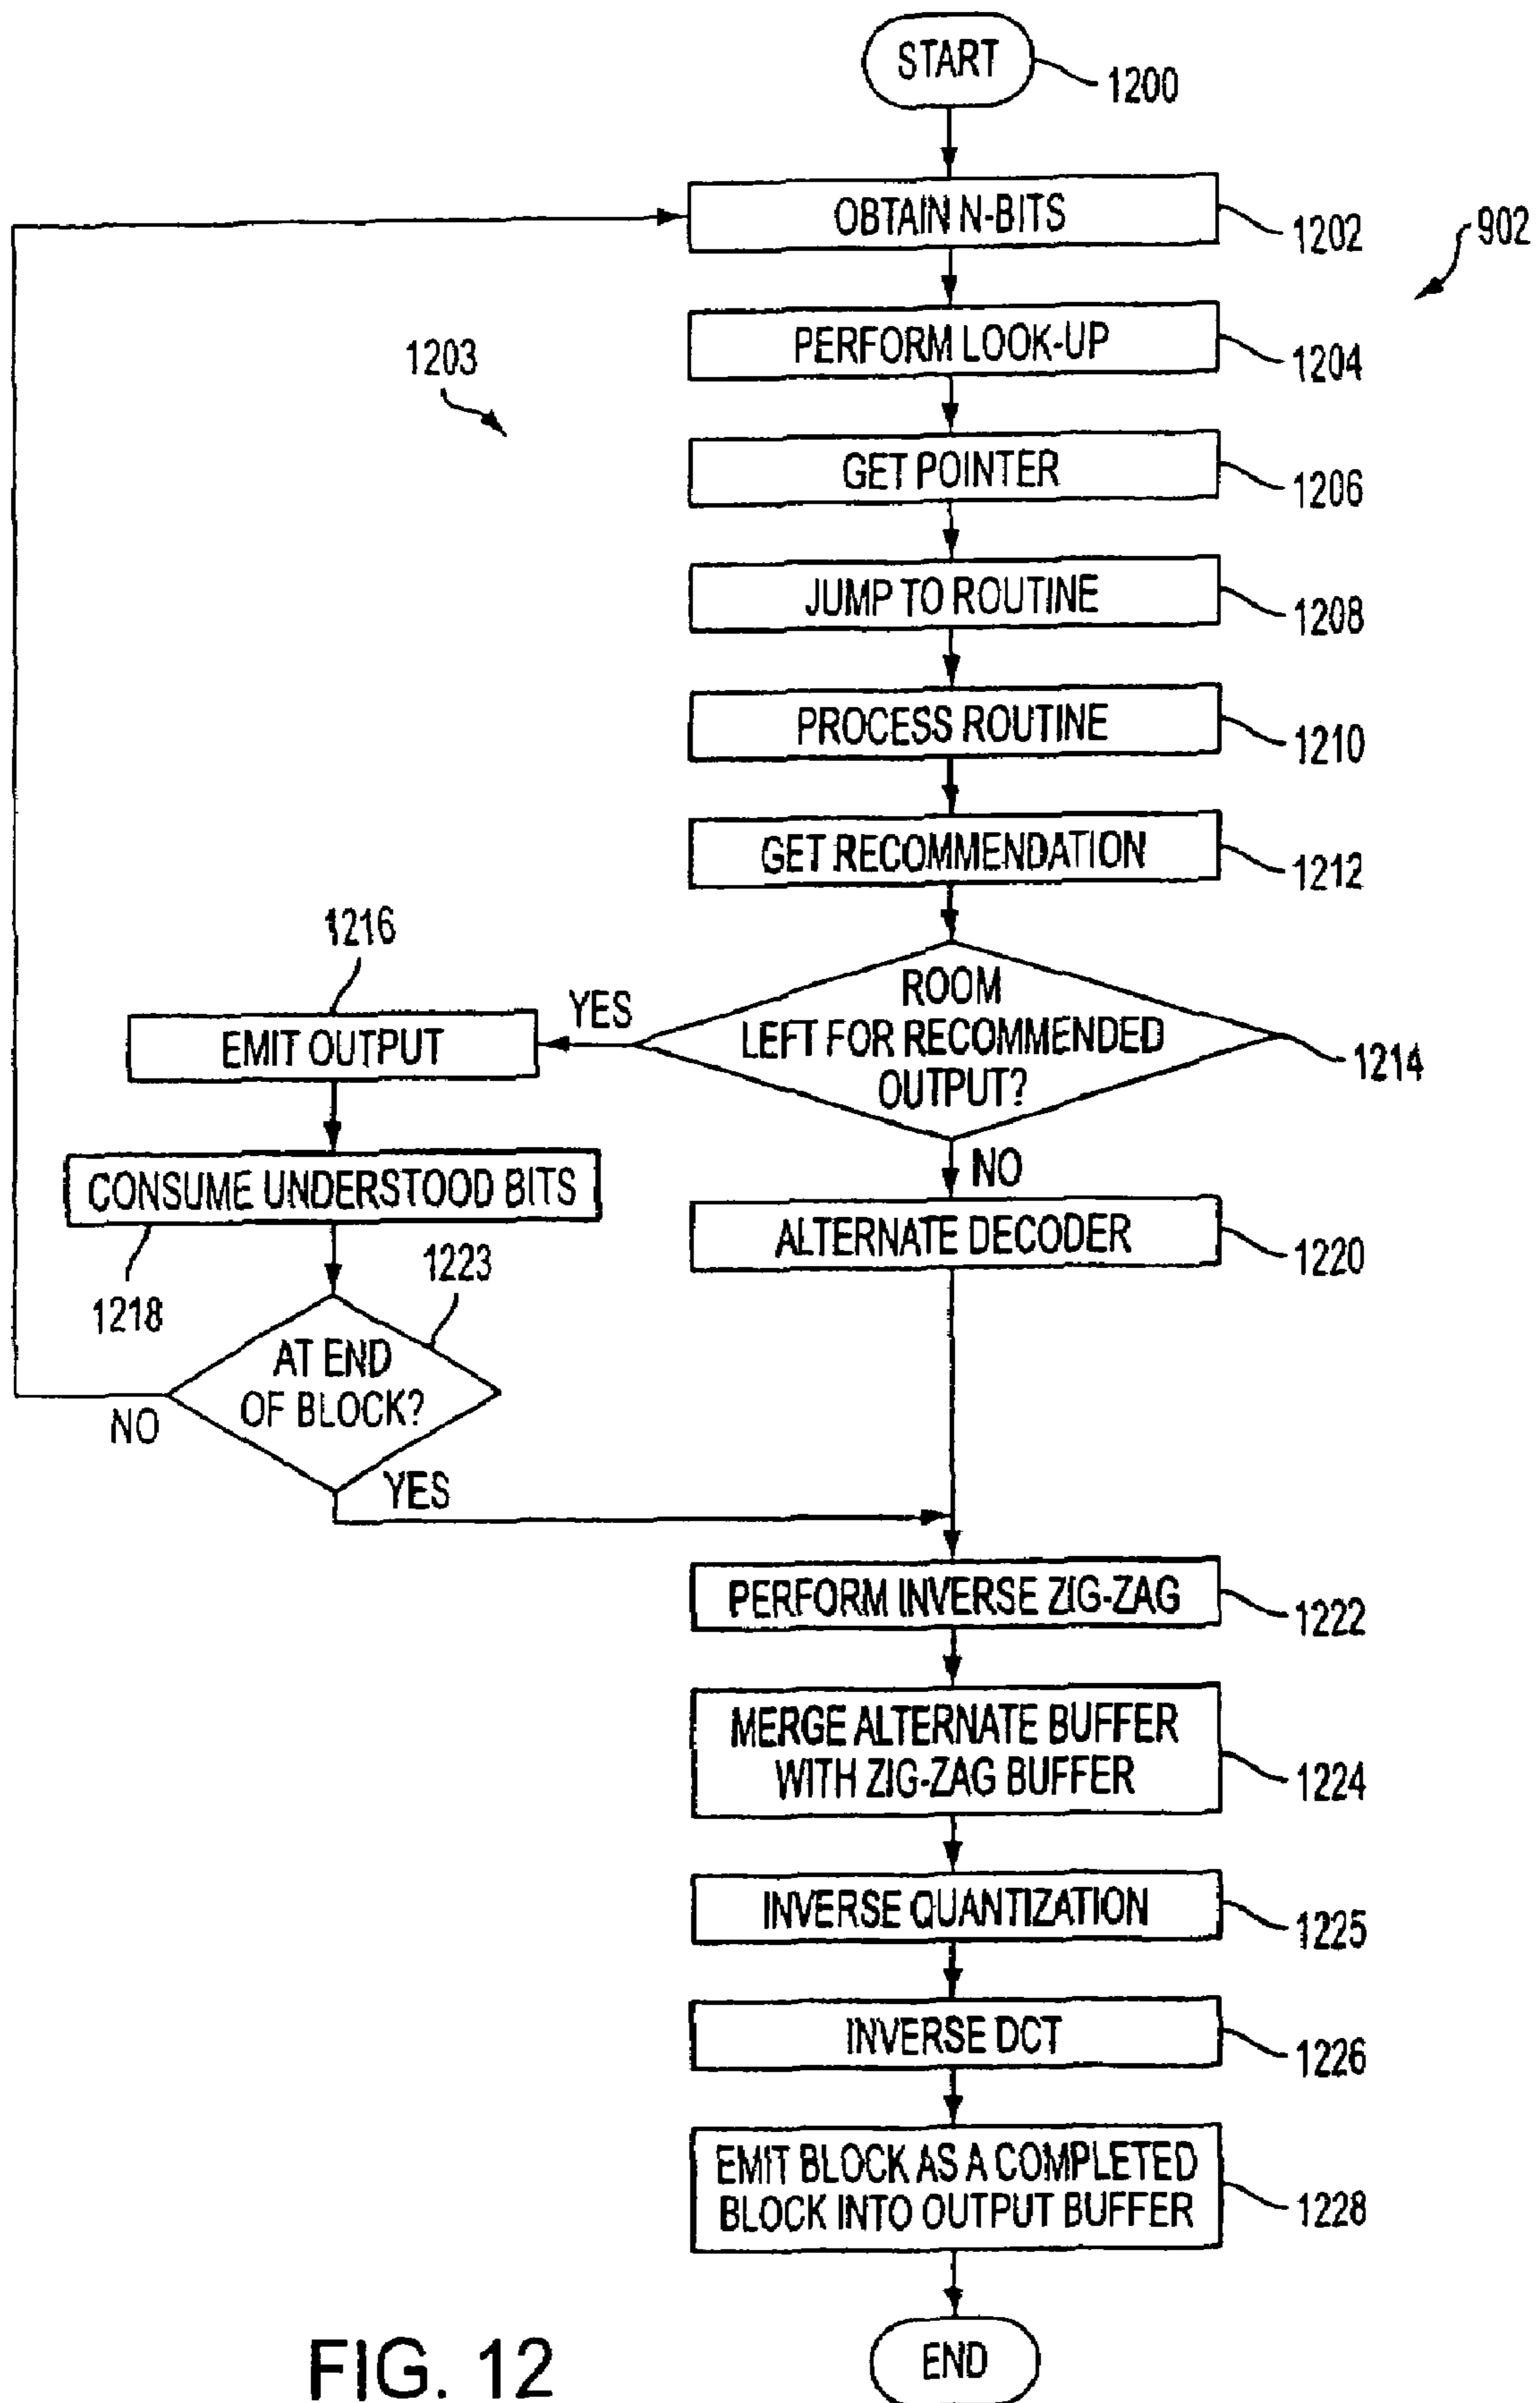 START
1200
OBTAIN N-BITS
1202
902
PERFORM LOOK-UP
1204
1203
GET POINTER
1206
JUMP TO ROUTINE
1208
PROCESS ROUTINE
1210
GET RECOMMENDATION
1212
ROOM
LEFT FOR RECOMMENDED
OUTPUT?
1214
YES
1216
EMIT OUTPUT
NO
CONSUME UNDERSTOOD BITS
1218
ALTERNATE DECODER
1220
1223
AT END
OF BLOCK?
NO
YES
PERFORM INVERSE ZIG-ZAG
1222
MERGE ALTERNATE BUFFER
WITH ZIG-ZAG BUFFER
1224
INVERSE QUANTIZATION
1225
INVERSE DCT
1226
EMIT BLOCK AS A COMPLETED
BLOCK INTO OUTPUT BUFFER
1228
END
FIG. 12